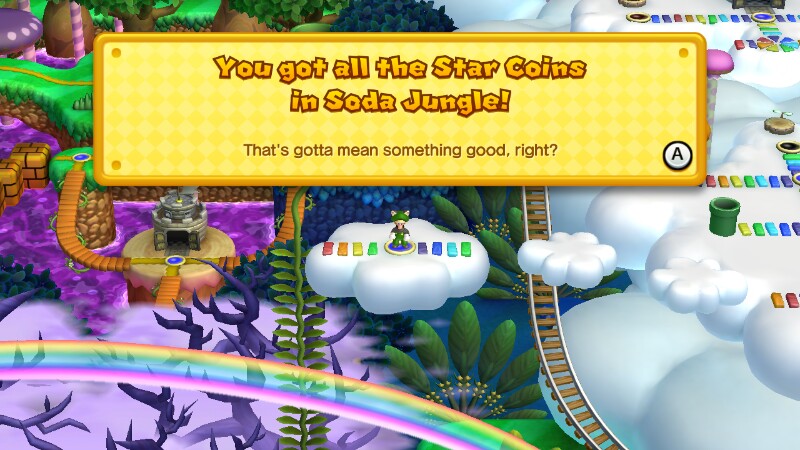 You got all the Star Coins
in Soda Jungle!
That's gotta mean something good, right?
A